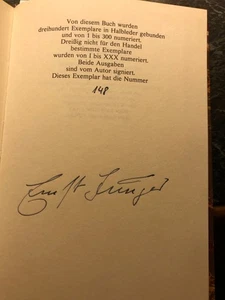 Von diesem Buch wurden
dreihundert Exemplare in Halbleder gebunden
und von 1 bis 300 numeriert.
Dreißig nicht für den Handel
bestimmte Exemplare
wurden von I bis XXX numeriert.
Beide Ausgaben
sind vom Autor signiert.
Dieses Exemplar hat die Nummer
148
Ernst Jünger